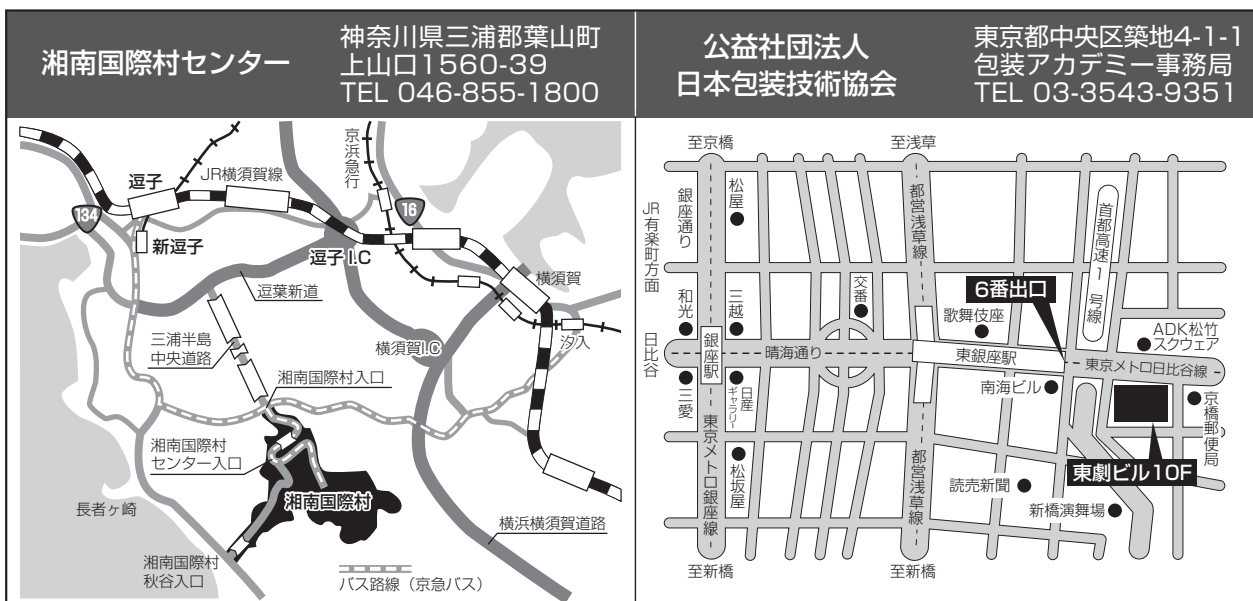 湘南国際村センター
神奈川県三浦郡葉山町
上山口1560-39
TEL 046-855-1800
公益社団法人
日本包装技術協会
東京都中央区築地4-1-1
包装アカデミー事務局
TEL 03-3543-9351
京浜急行
逗子
JR横須賀線
134
16
新逗子
逗子I.C
横須賀
逗葉新道
汐入
三浦半島
中央道路
横須賀I.C
湘南国際村入口
湘南国際村
センター入口
湘南国際村
長者ヶ崎
横浜横須賀道路
湘南国際村
秋谷入口
バス路線（京急バス）
至京橋
至浅草
JR有楽町方面
銀座通り
松屋
都営浅草線
首都高速1号線
6番出口
和光
三越
交番
歌舞伎座
ADK松竹
スクウェア
日比谷
銀座駅
晴海通り
東銀座駅
東京メトロ日比谷線
三愛
日産
ギャラリー
南海ビル
京橋郵便局
東京メトロ銀座線
松坂屋
都営浅草線
東劇ビル10F
読売新聞
新橋演舞場
至新橋
至新橋